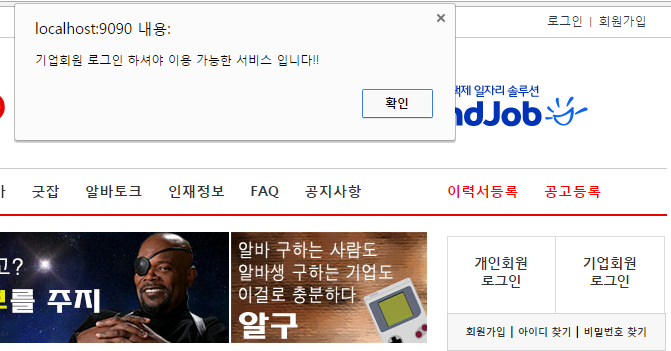 localhost:9090 내용:
기업회원 로그인 하셔야 이용 가능한 서비스 입니다!!
확인
로그인 | 회원가입
맥제 일자리 솔루션
ndJob
굿잡 알바토크 인재정보 FAQ 공지사항 이력서등록 공고등록
고?
를 주지
알바 구하는 사람도
알바생 구하는 기업도
이걸로 충분하다
알구
개인회원
로그인
기업회원
로그인
회원가입 | 아이디 찾기 | 비밀번호 찾기